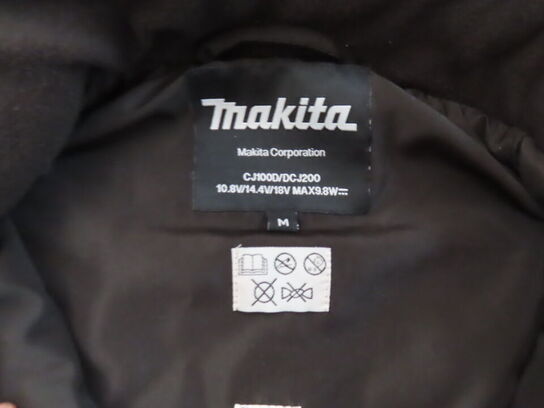 makita
Makita Corporation
CJ100D/DCJ200
10.8V/14.4V/18V MAX9.8W⎓
M